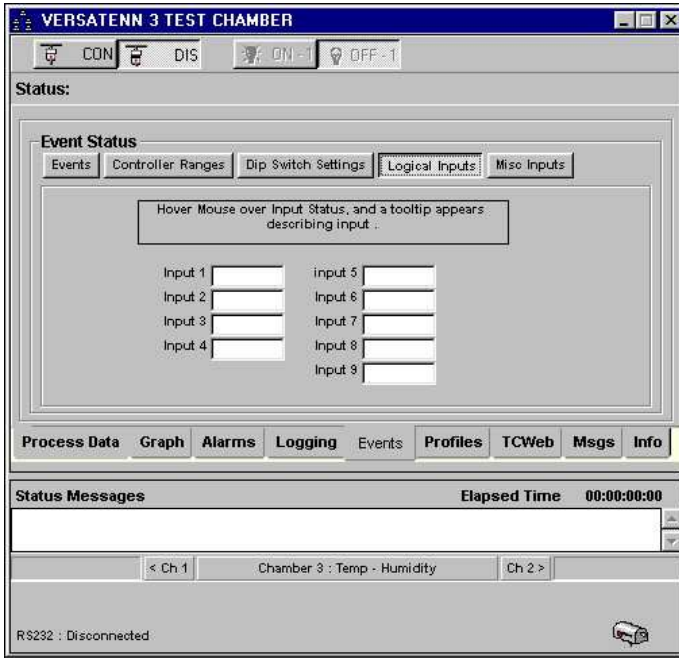 VERSATENN 3 TEST CHAMBER
CON DIS ON - 1 OFF - 1
Status:
Event Status
Events Controller Ranges Dip Switch Settings Logical Inputs Misc Inputs
Hover Mouse over Input Status, and a tooltip appears
describing input .
Input 1 input 5
Input 2 Input 6
Input 3 Input 7
Input 4 Input 8
Input 9
Process Data Graph Alarms Logging Events Profiles TCWeb Msgs Info
Status Messages Elapsed Time 00:00:00:00
< Ch 1 Chamber 3 : Temp - Humidity Ch 2 >
RS232 : Disconnected